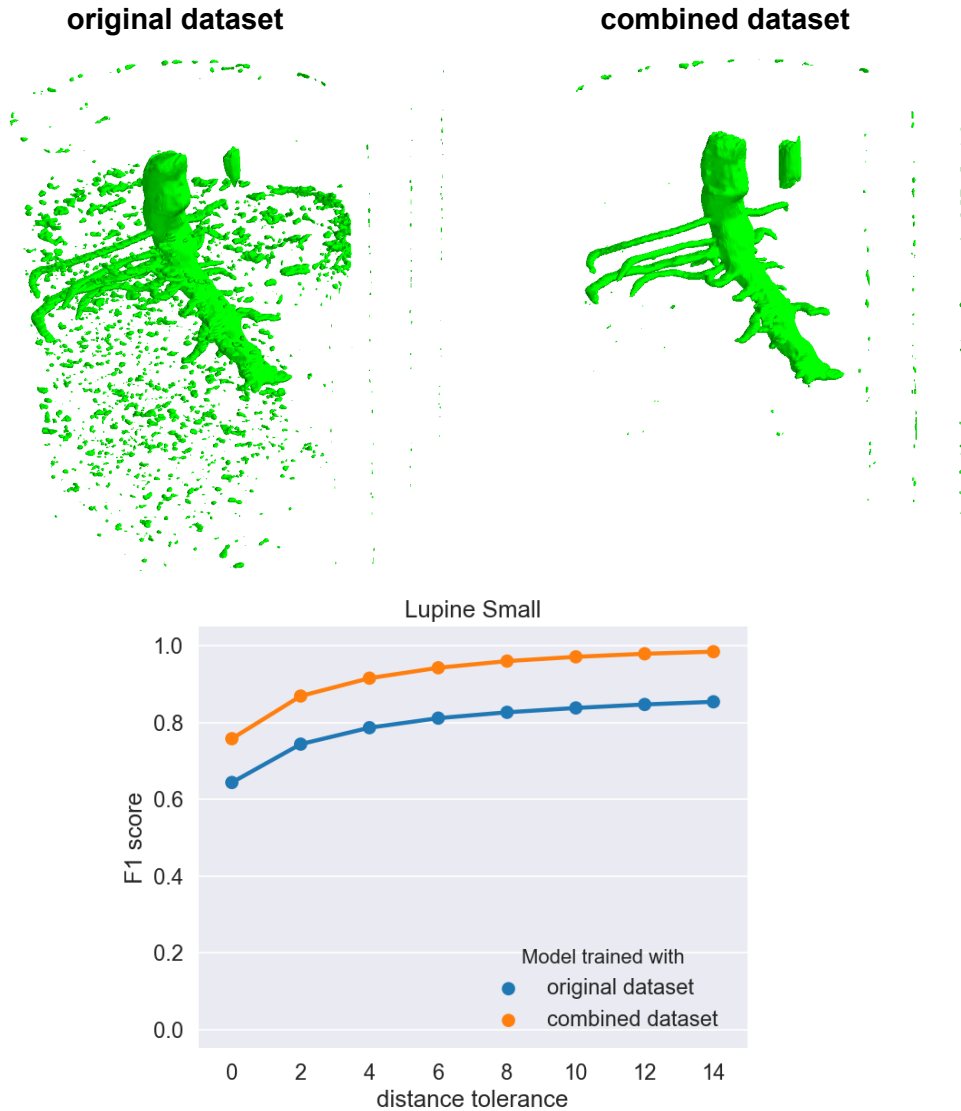 original dataset
combined dataset
Lupine Small
1.0
0.8
0.6
0.4
0.2
0.0
F1 score
Model trained with
original dataset
combined dataset
0 2 4 6 8 10 12 14
distance tolerance